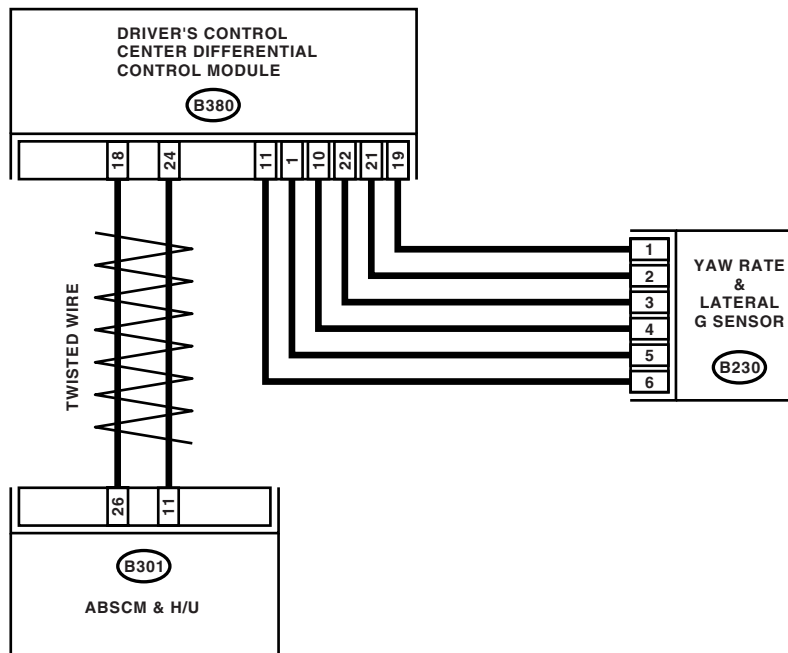 DRIVER'S CONTROL
CENTER DIFFERENTIAL
CONTROL MODULE
B380
18 24 11 1 10 22 21 19
1
2
3
4
5
6
YAW RATE
&
LATERAL
G SENSOR
B230
TWISTED WIRE
26 11
B301
ABSCM & H/U